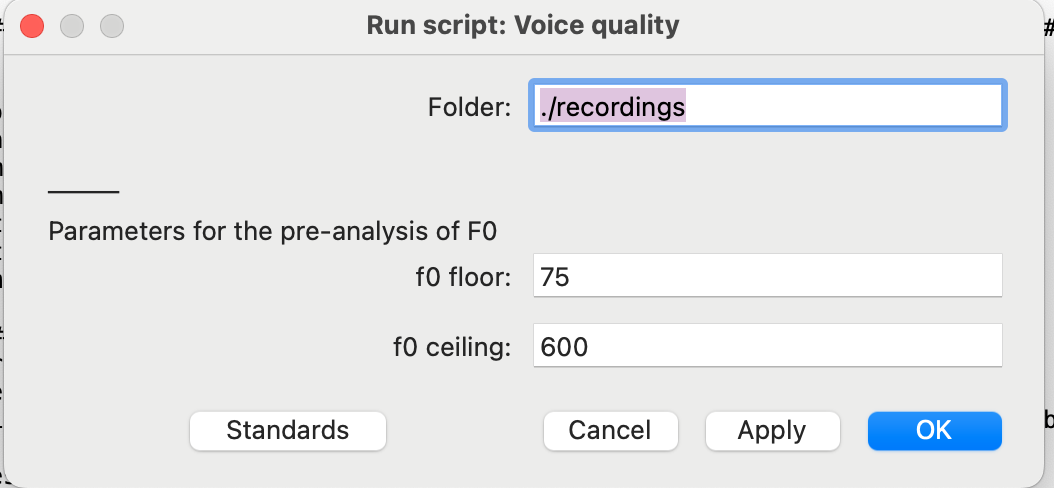 Run script: Voice quality
Folder: ./recordings
Parameters for the pre-analysis of F0
f0 floor: 75
f0 ceiling: 600
Standards Cancel Apply OK